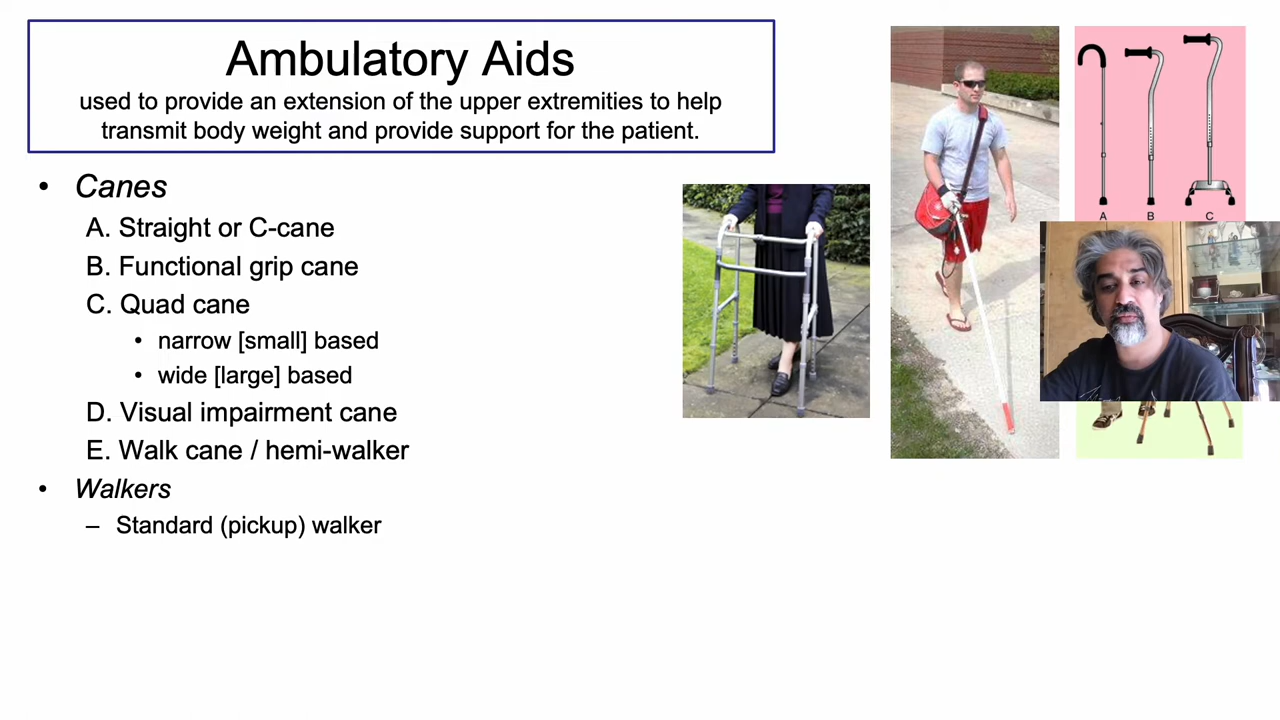 Ambulatory Aids
used to provide an extension of the upper extremities to help
transmit body weight and provide support for the patient.
• Canes
A. Straight or C-cane
B. Functional grip cane
C. Quad cane
• narrow [small] based
• wide [large] based
D. Visual impairment cane
E. Walk cane / hemi-walker
• Walkers
– Standard (pickup) walker
A B C